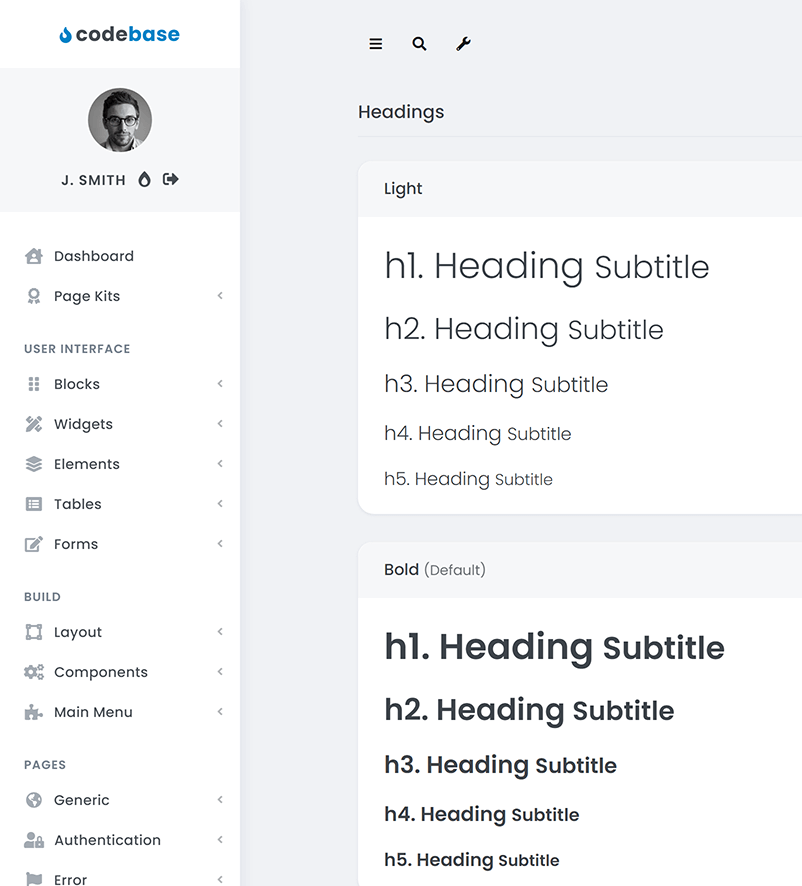 codebase
J. SMITH
Dashboard
Page Kits
USER INTERFACE
Blocks
Widgets
Elements
Tables
Forms
BUILD
Layout
Components
Main Menu
PAGES
Generic
Authentication
Error
Headings
Light
h1. Heading Subtitle
h2. Heading Subtitle
h3. Heading Subtitle
h4. Heading Subtitle
h5. Heading Subtitle
Bold (Default)
h1. Heading Subtitle
h2. Heading Subtitle
h3. Heading Subtitle
h4. Heading Subtitle
h5. Heading Subtitle